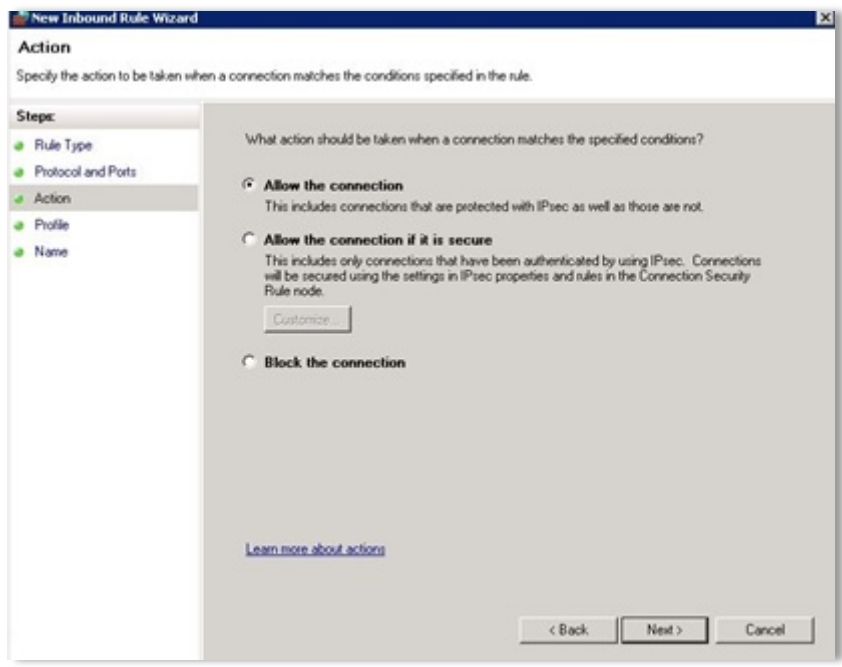 New Inbound Rule Wizard
Action
Specify the action to be taken when a connection matches the conditions specified in the rule.
Steps:
Rule Type
Protocol and Ports
Action
Profile
Name
What action should be taken when a connection matches the specified conditions?
Allow the connection
This includes connections that are protected with IPsec as well as those are not.
Allow the connection if it is secure
This includes only connections that have been authenticated by using IPsec. Connections
will be secured using the settings in IPsec properties and rules in the Connection Security
Rule node.
Customize...
Block the connection
Learn more about actions
< Back
Next >
Cancel